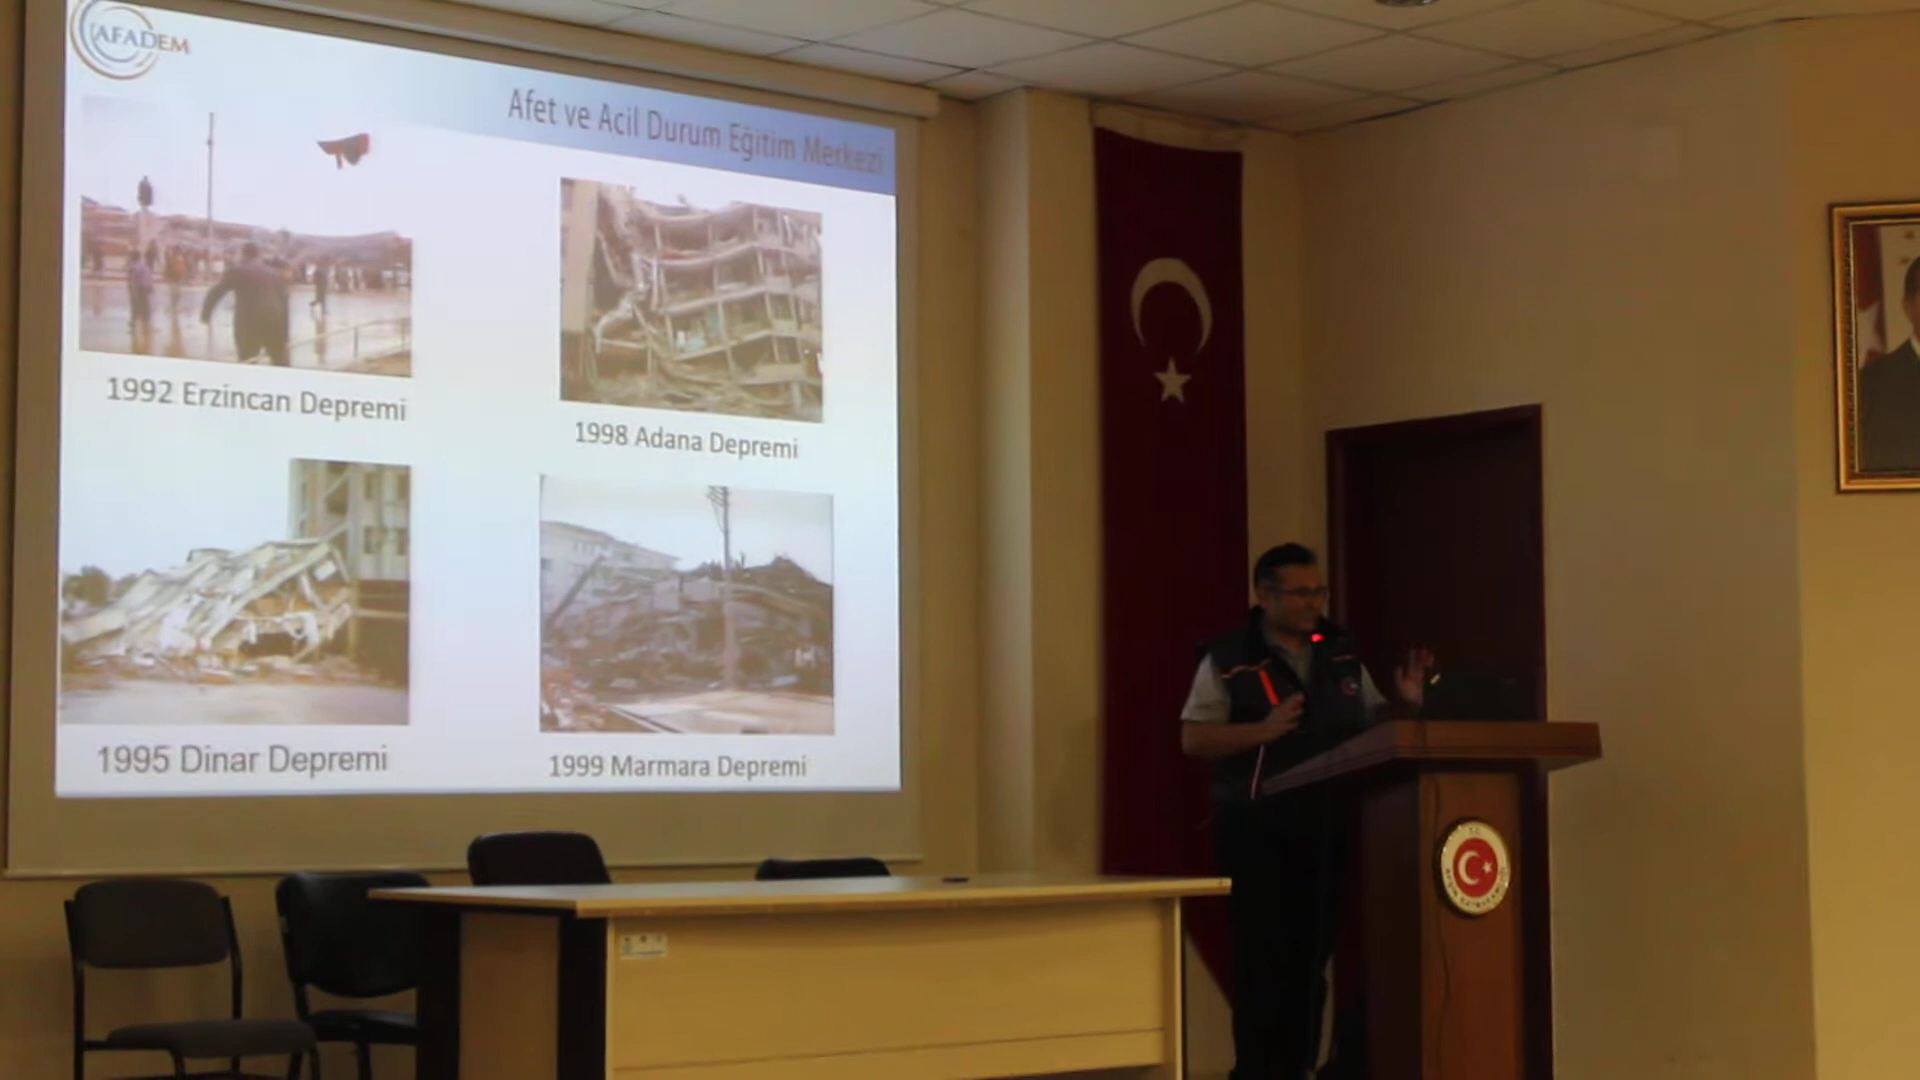 AFADEM
Afet ve Acil Durum Eğitim Merkezi
1992 Erzincan Depremi
1998 Adana Depremi
1995 Dinar Depremi
1999 Marmara Depremi
T.C.